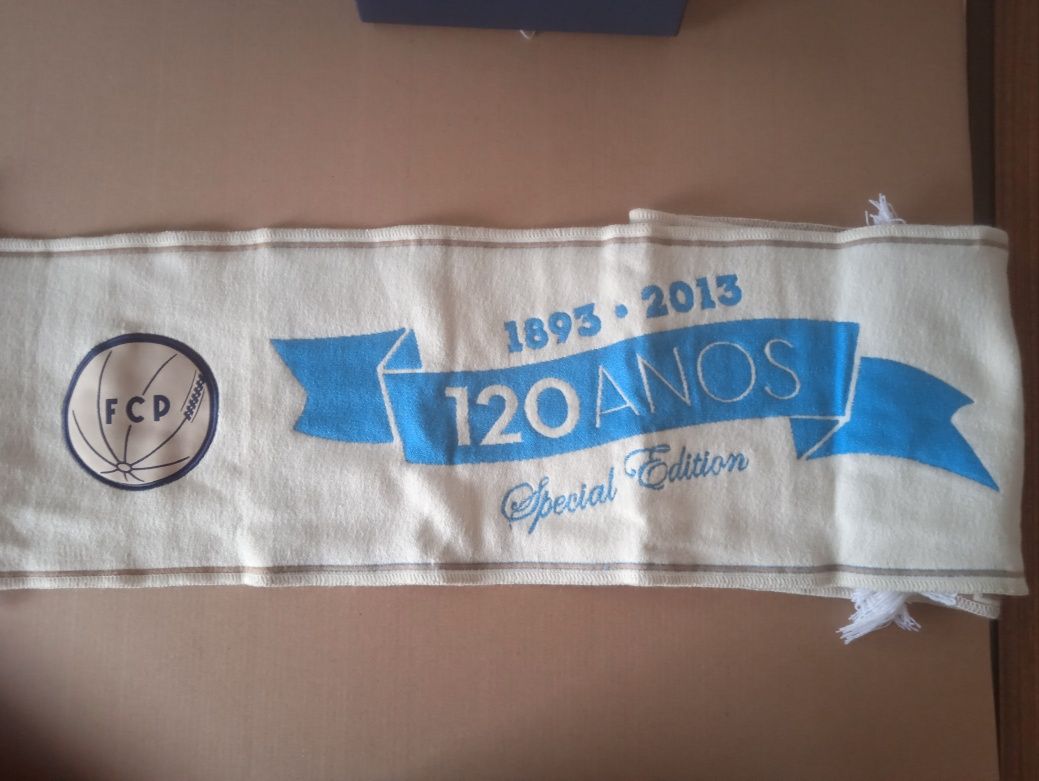 FCP
1893 • 2013
120 ANOS
Special Edition